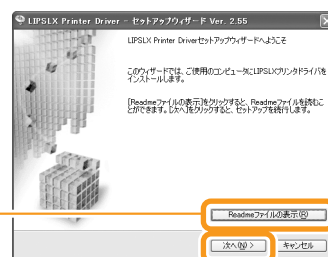 LIPSLX Printer Driver - セットアップウィザード Ver. 2.55
LIPSLX Printer Driverセットアップウィザードへようこそ
このウィザードでは、ご使用のコンピュータにLIPSLXプリンタドライバを
インストールします。
[Readmeファイルの表示]をクリックすると、Readmeファイルを読むこ
とができます。[次へ]をクリックすると、セットアップを続行します。
Readmeファイルの表示(R)
次へ(N) >
キャンセル